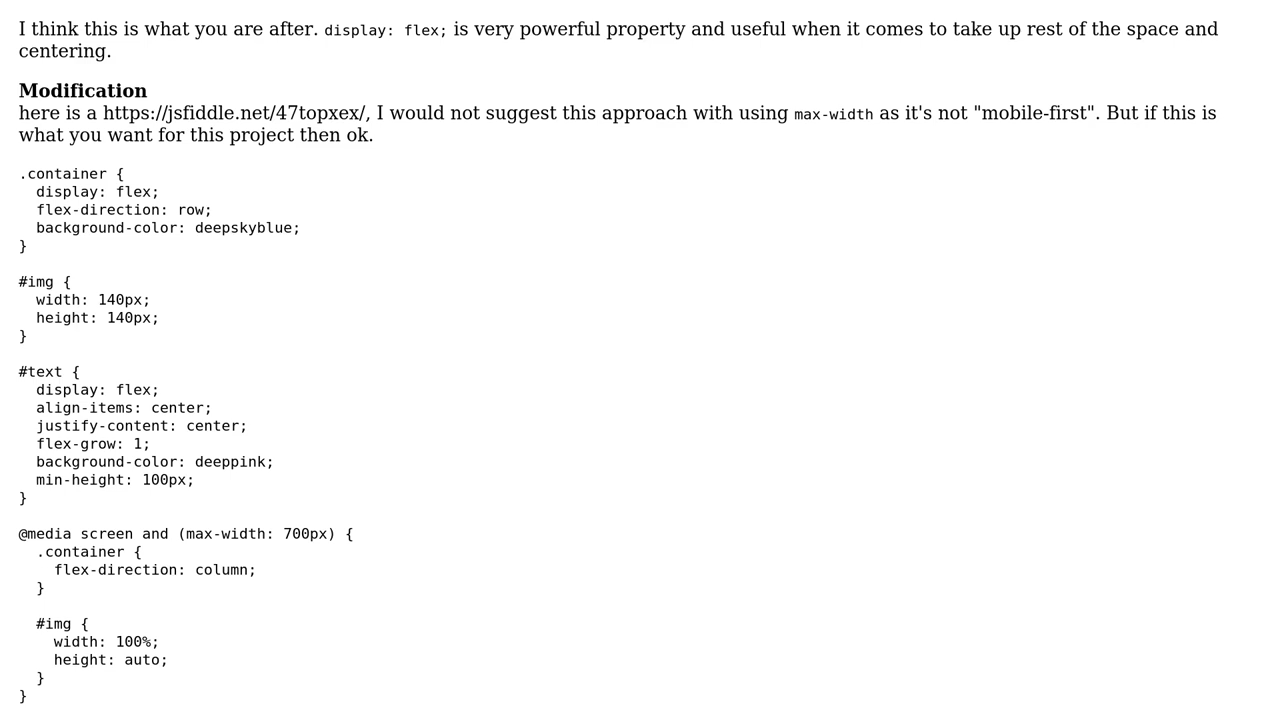 I think this is what you are after. display: flex; is very powerful property and useful when it comes to take up rest of the space and
centering.
Modification
here is a https://jsfiddle.net/47topxex/, I would not suggest this approach with using max-width as it's not "mobile-first". But if this is
what you want for this project then ok.
.container {
  display: flex;
  flex-direction: row;
  background-color: deepskyblue;
}
#img {
  width: 140px;
  height: 140px;
}
#text {
  display: flex;
  align-items: center;
  justify-content: center;
  flex-grow: 1;
  background-color: deeppink;
  min-height: 100px;
}
@media screen and (max-width: 700px) {
  .container {
    flex-direction: column;
  }
  #img {
    width: 100%;
    height: auto;
  }
}